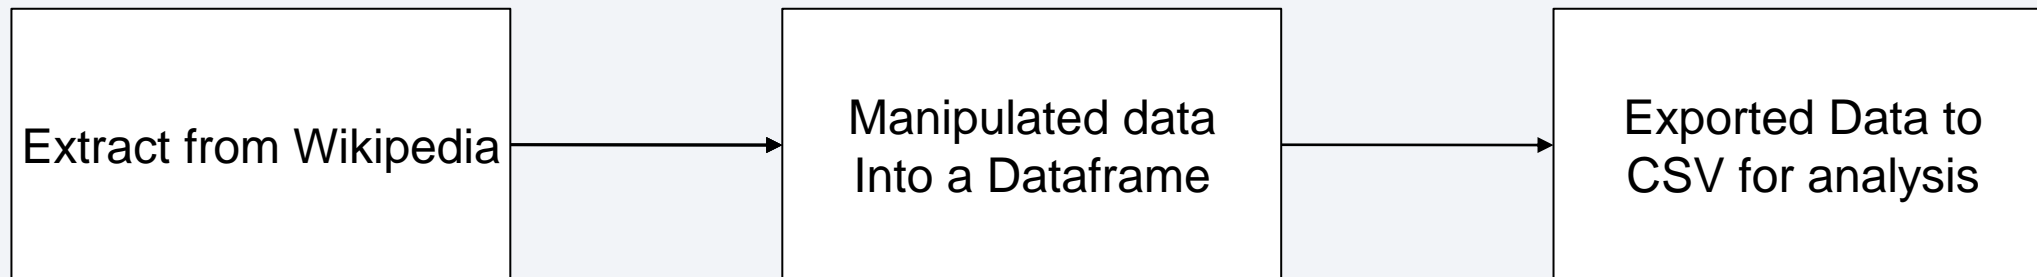 Extract from Wikipedia
Manipulated data
Into a Dataframe
Exported Data to
CSV for analysis